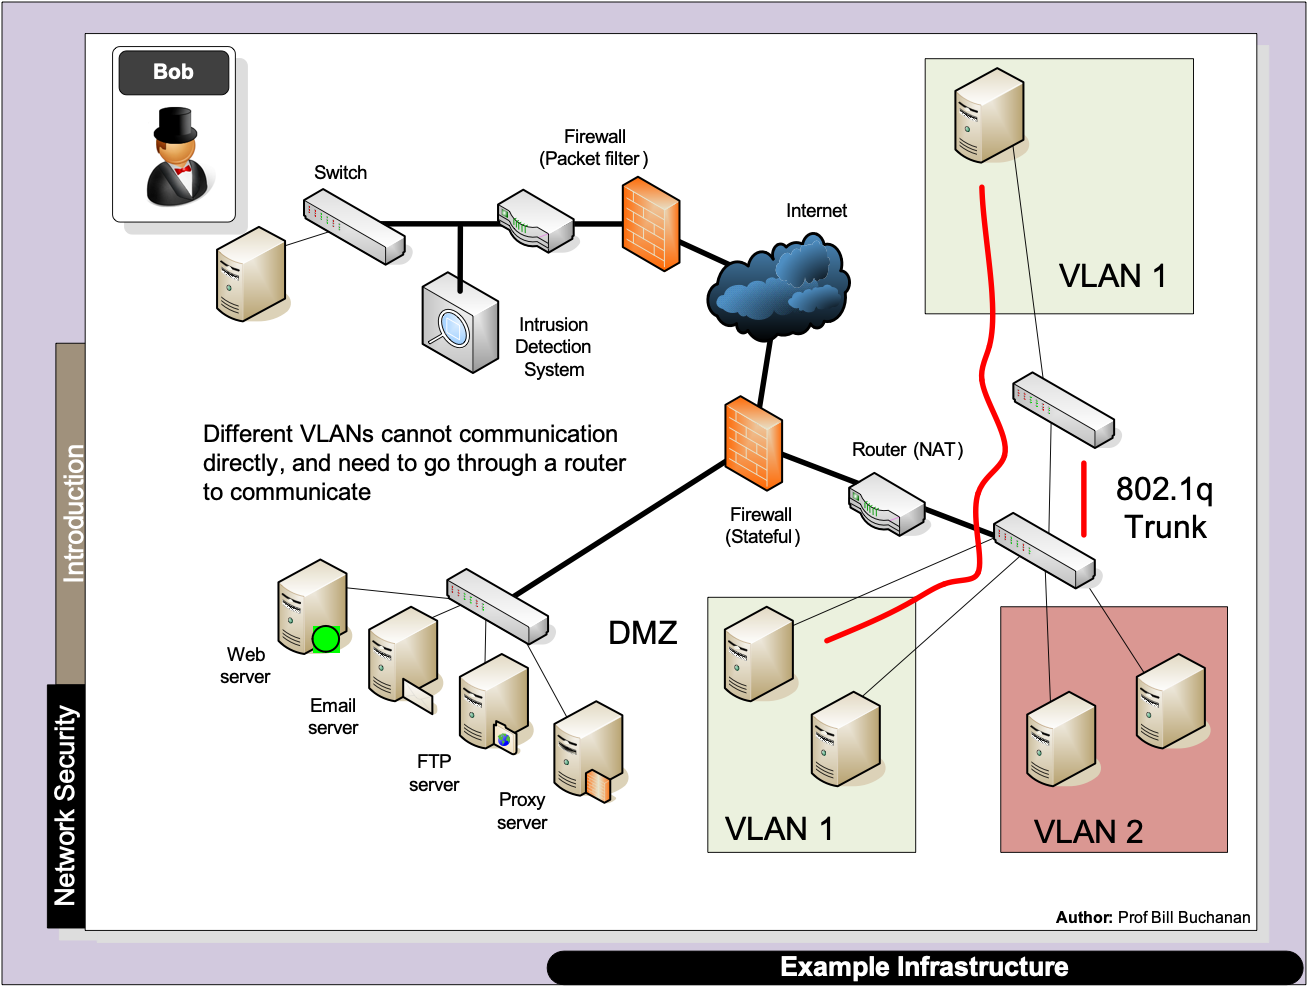 Bob
Switch
Firewall
(Packet filter)
Internet
Intrusion
Detection
System
VLAN 1
Different VLANs cannot communication
directly, and need to go through a router
to communicate
Router (NAT)
Firewall
(Stateful)
802.1q
Trunk
DMZ
Web
server
Email
server
FTP
server
Proxy
server
VLAN 1
VLAN 2
Introduction
Network Security
Author: Prof Bill Buchanan
Example Infrastructure